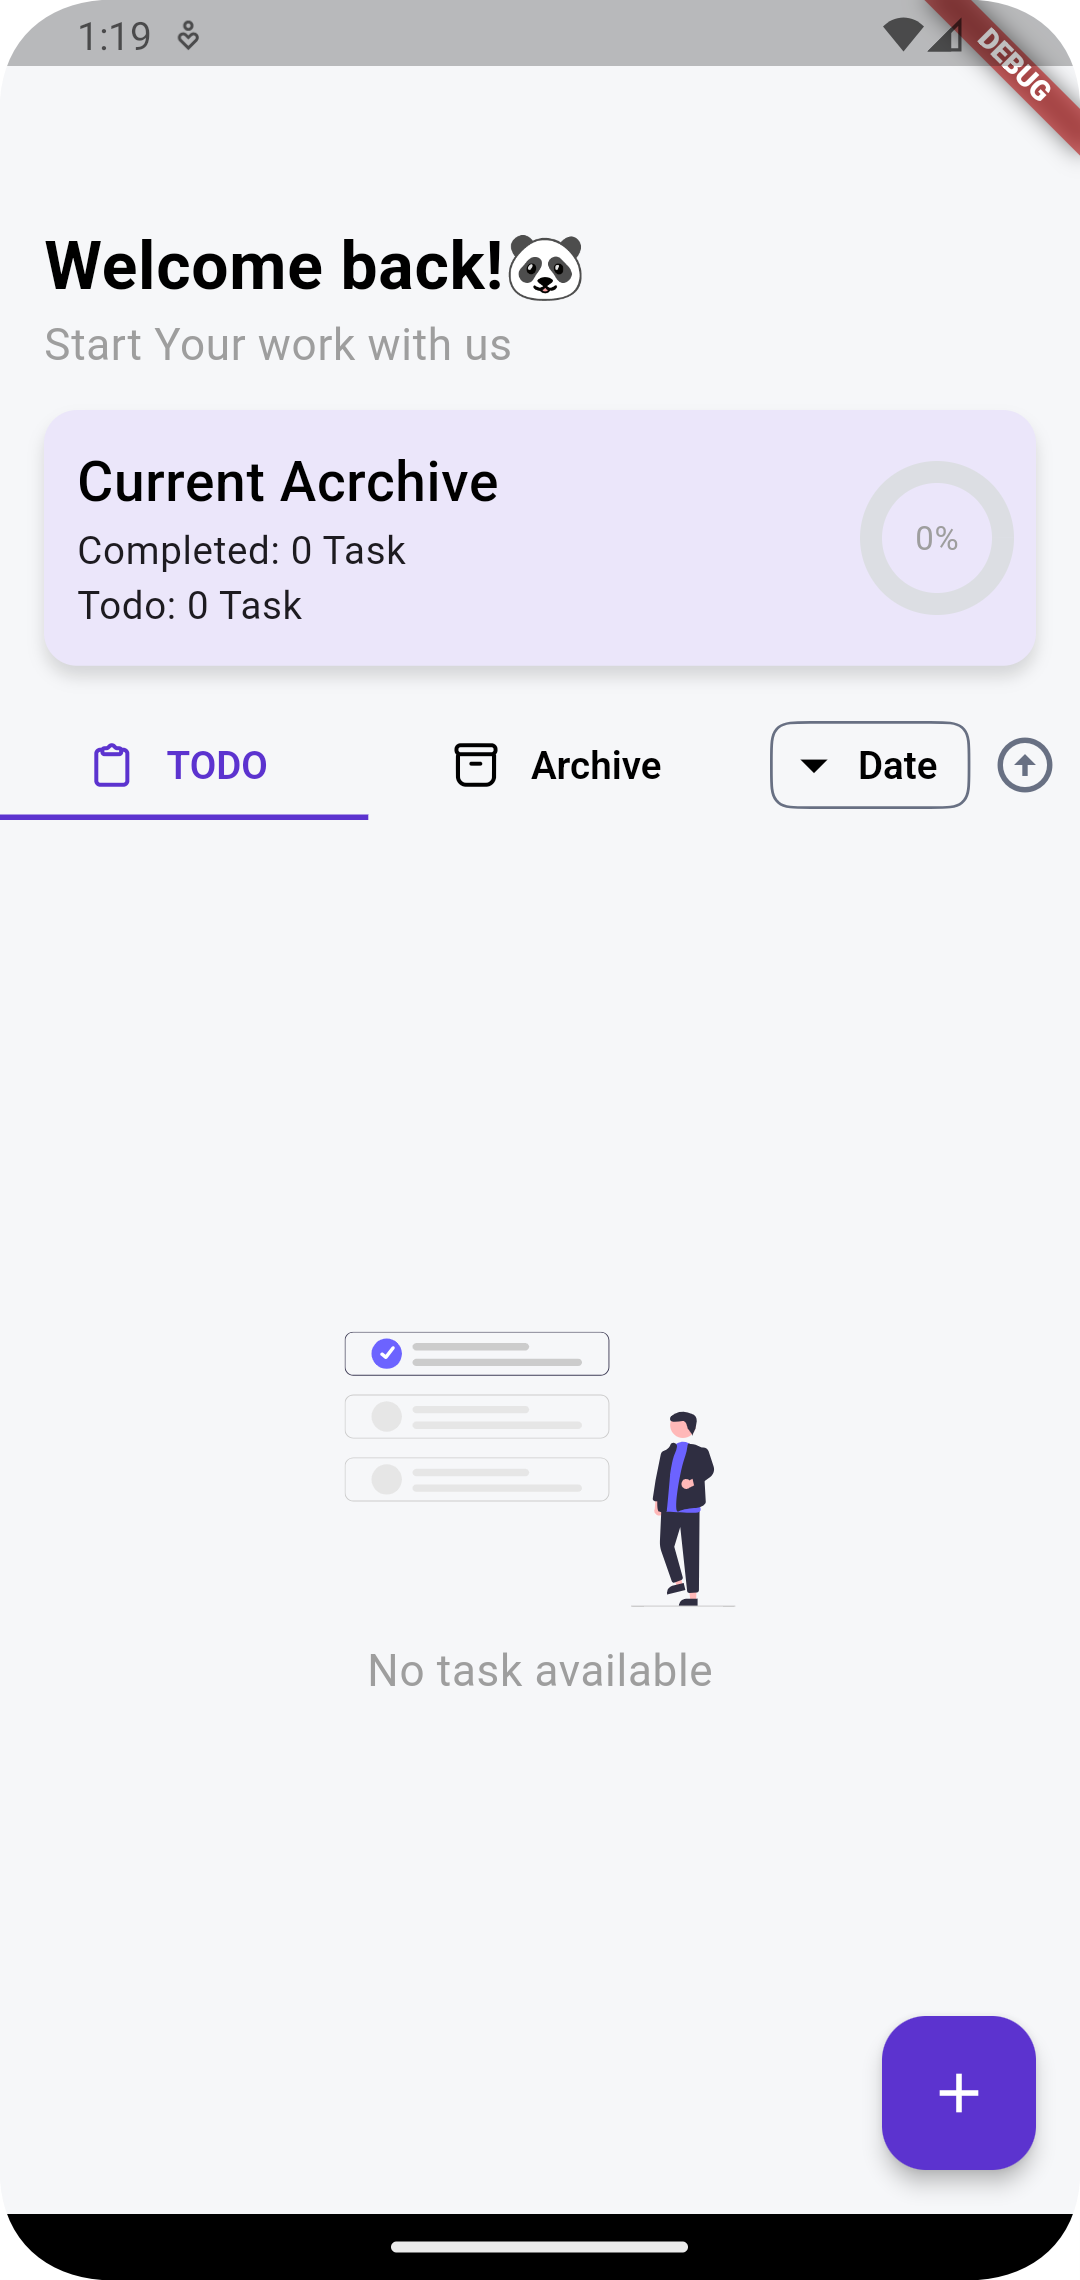 1:19
DEBUG
Welcome back!🐼
Start Your work with us
Current Acrchive
Completed: 0 Task
Todo: 0 Task
0%
TODO
Archive
Date
No task available